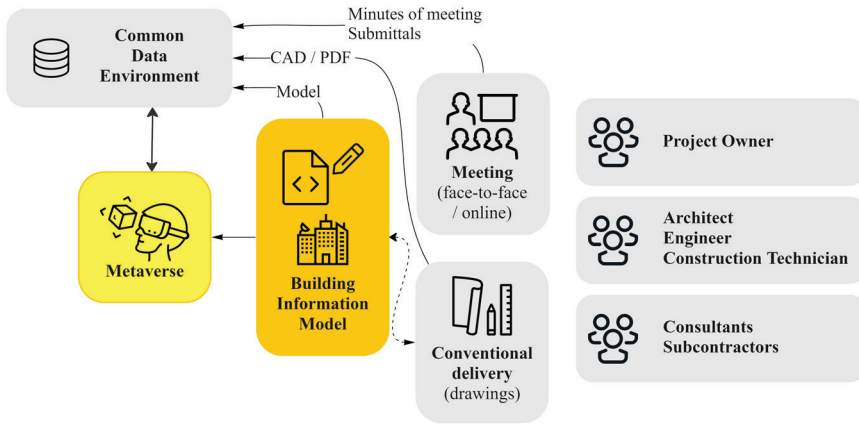 Common
Data
Environment
Minutes of meeting
Submittals
CAD / PDF
Model
Metaverse
Building
Information
Model
Meeting
(face-to-face
/ online)
Conventional
delivery
(drawings)
Project Owner
Architect
Engineer
Construction Technician
Consultants
Subcontractors